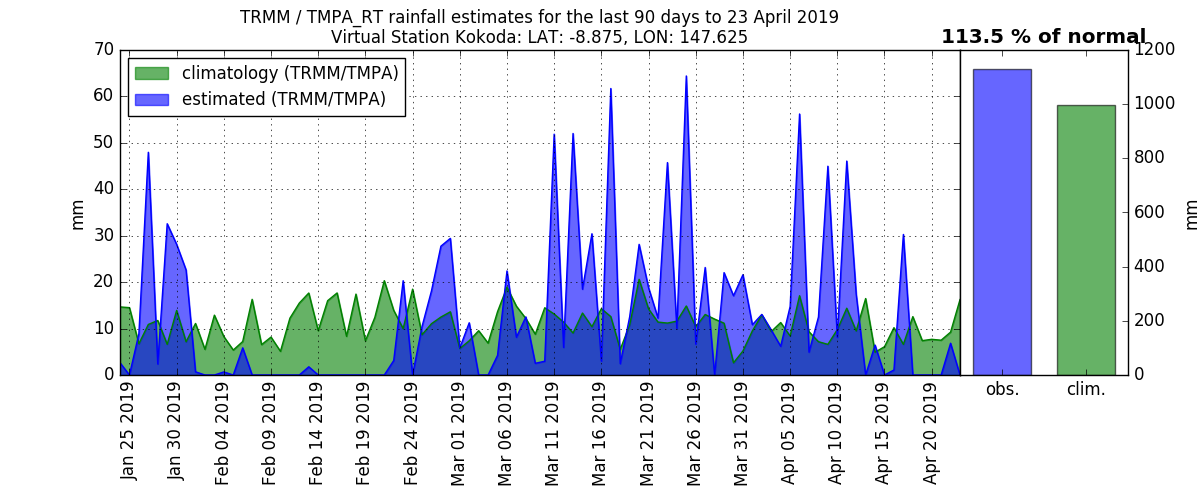 TRMM / TMPA_RT rainfall estimates for the last 90 days to 23 April 2019
Virtual Station Kokoda: LAT: -8.875, LON: 147.625
113.5 % of normal
climatology (TRMM/TMPA)
estimated (TRMM/TMPA)
mm
70
60
50
40
30
20
10
0
Jan 25 2019
Jan 30 2019
Feb 04 2019
Feb 09 2019
Feb 14 2019
Feb 19 2019
Feb 24 2019
Mar 01 2019
Mar 06 2019
Mar 11 2019
Mar 16 2019
Mar 21 2019
Mar 26 2019
Mar 31 2019
Apr 05 2019
Apr 10 2019
Apr 15 2019
Apr 20 2019
obs.
clim.
1200
1000
800
600
400
200
0
mm